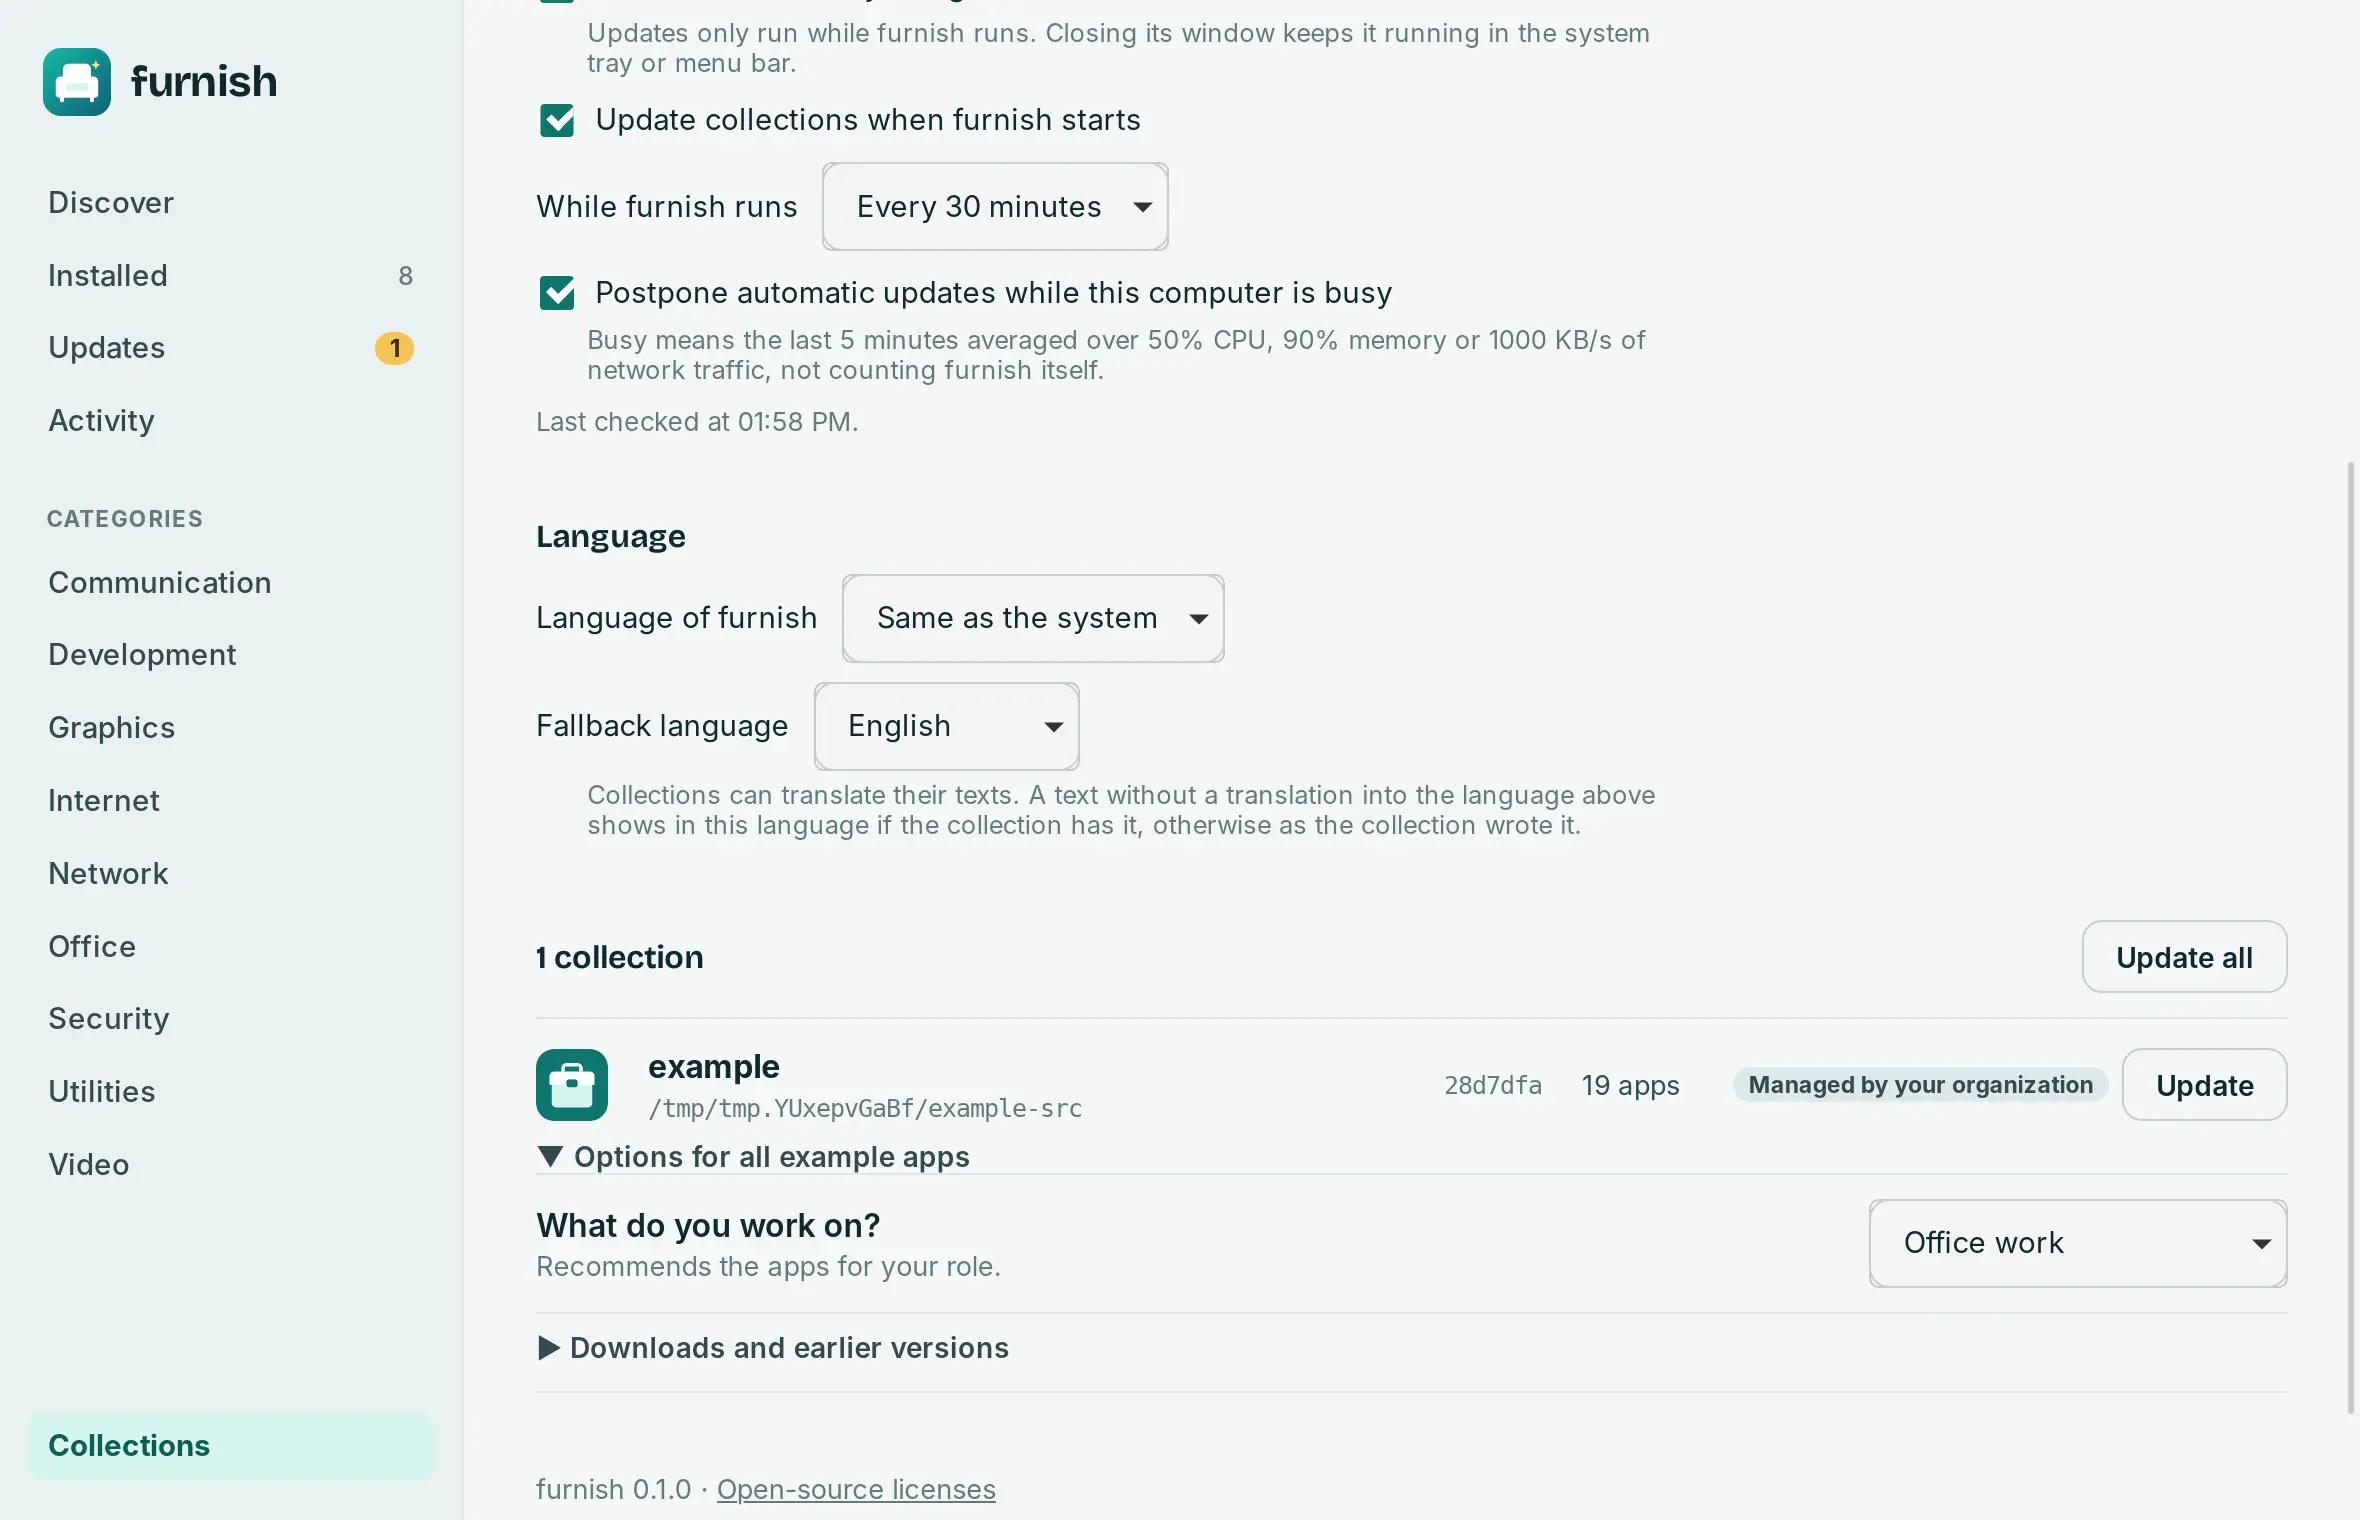 furnish
Discover
Installed 8
Updates 1
Activity
CATEGORIES
Communication
Development
Graphics
Internet
Network
Office
Security
Utilities
Video
Collections
Updates only run while furnish runs. Closing its window keeps it running in the system
tray or menu bar.
Update collections when furnish starts
While furnish runs Every 30 minutes
Postpone automatic updates while this computer is busy
Busy means the last 5 minutes averaged over 50% CPU, 90% memory or 1000 KB/s of
network traffic, not counting furnish itself.
Last checked at 01:58 PM.
Language
Language of furnish Same as the system
Fallback language English
Collections can translate their texts. A text without a translation into the language above
shows in this language if the collection has it, otherwise as the collection wrote it.
1 collection Update all
example
/tmp/tmp.YUxepvGaBf/example-src
28d7dfa 19 apps Managed by your organization Update
▼ Options for all example apps
What do you work on?
Recommends the apps for your role.
Office work
▶ Downloads and earlier versions
furnish 0.1.0 · Open-source licenses